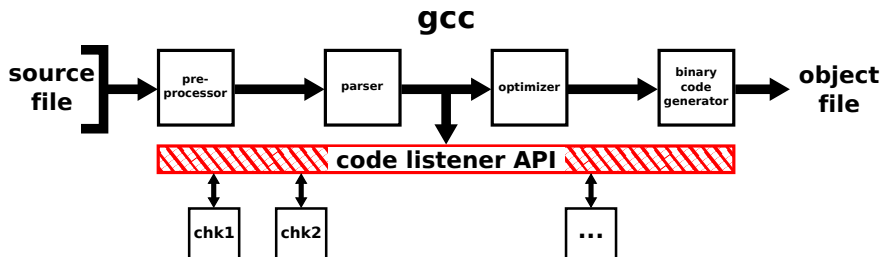 gcc
source
file
pre-
processor
parser
optimizer
binary
code
generator
object
file
code listener API
chk1
chk2
...